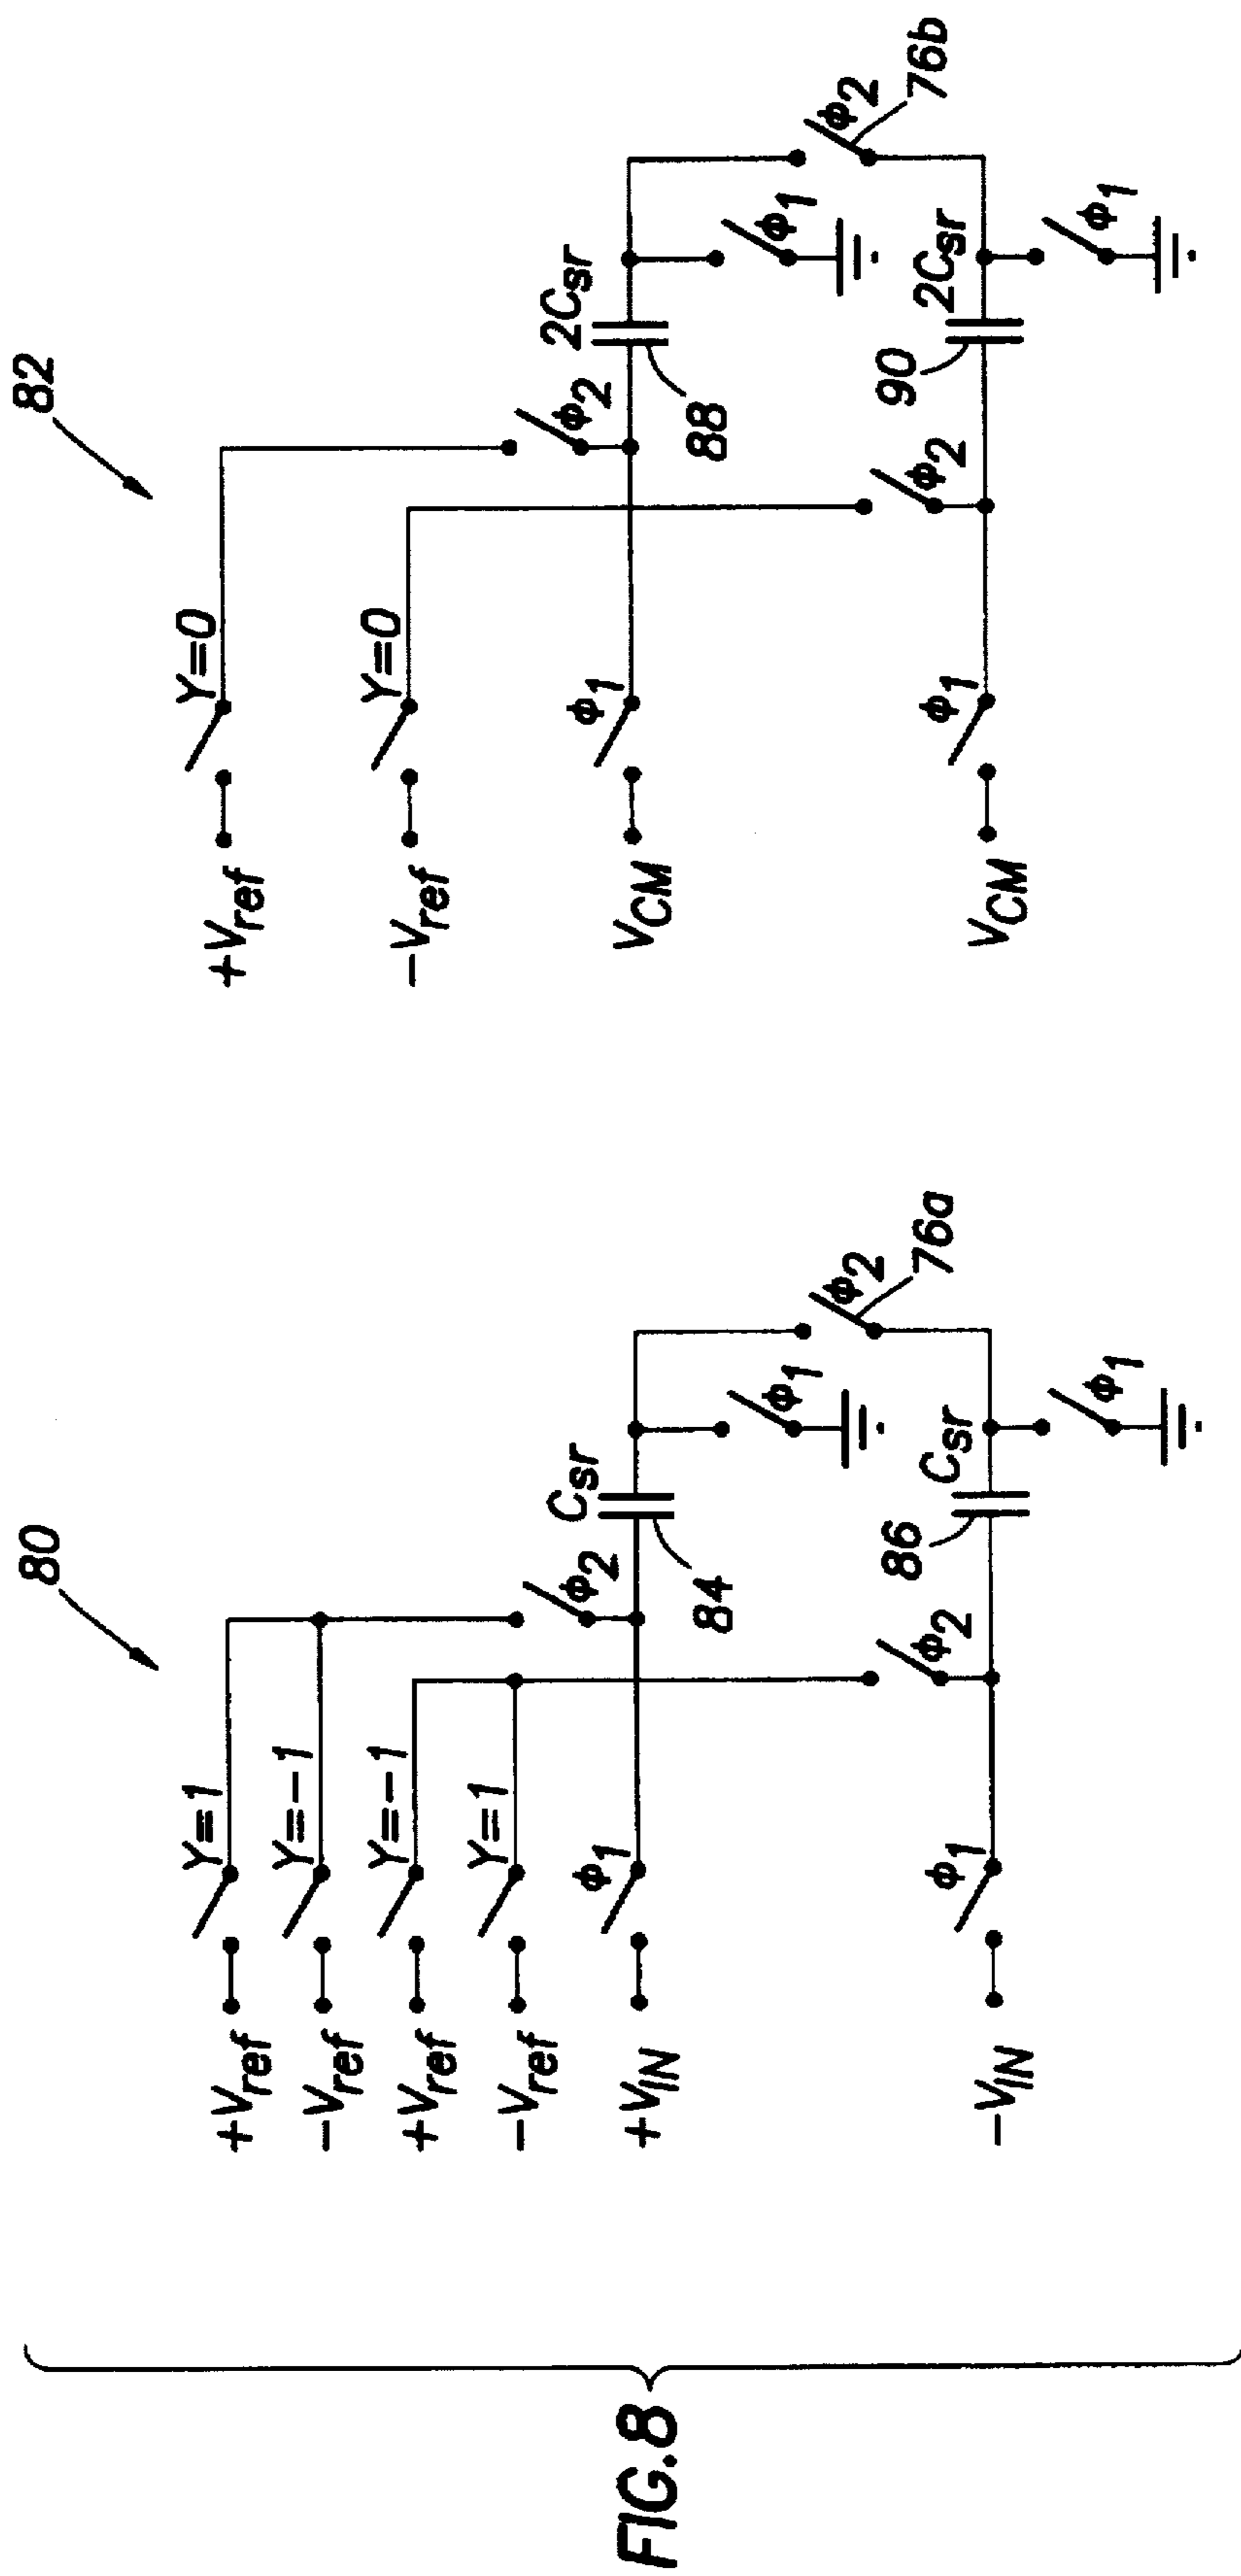 80
Y=1
+Vref
Y=-1
-Vref
Y=-1
+Vref
Y=1
-Vref
ϕ2
Csr
ϕ1
+VIN
84
ϕ1
ϕ2
76a
ϕ2
86
Csr
ϕ1
-VIN
ϕ1
82
Y=0
+Vref
Y=0
-Vref
ϕ2
2Csr
ϕ1
VCM
88
ϕ1
ϕ2
76b
ϕ2
90
2Csr
ϕ1
VCM
ϕ1
FIG.8